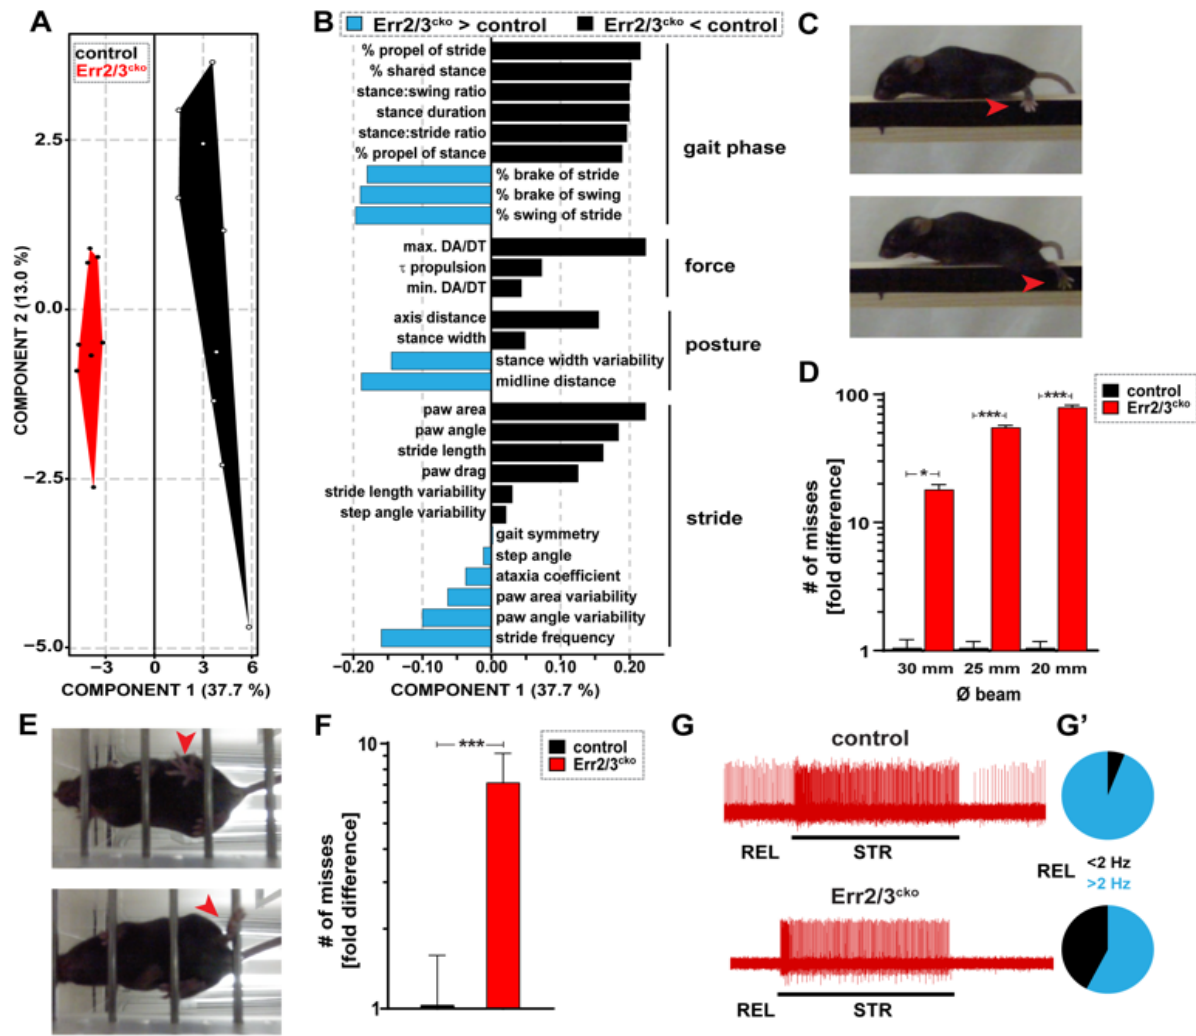 A
control
Err2/3cko
2.5
0.0
−2.5
−5.0
COMPONENT 2 (13.0 %)
−3
0
3
6
COMPONENT 1 (37.7 %)
B
Err2/3cko > control
Err2/3cko < control
% propel of stride
% shared stance
stance:swing ratio
stance duration
stance:stride ratio
% propel of stance
% brake of stride
% brake of swing
% swing of stride
gait phase
max. DA/DT
τ propulsion
min. DA/DT
force
axis distance
stance width
stance width variability
midline distance
posture
paw area
paw angle
stride length
paw drag
stride length variability
step angle variability
gait symmetry
step angle
ataxia coefficient
paw area variability
paw angle variability
stride frequency
stride
−0.20
−0.10
0.00
0.10
0.20
COMPONENT 1 (37.7 %)
C
D
control
Err2/3cko
100
10
1
# of misses
[fold difference]
*
***
***
30 mm
25 mm
20 mm
Ø beam
E
F
control
Err2/3cko
10
1
# of misses
[fold difference]
***
G
control
REL
STR
Err2/3cko
REL
STR
G’
REL
<2 Hz
>2 Hz